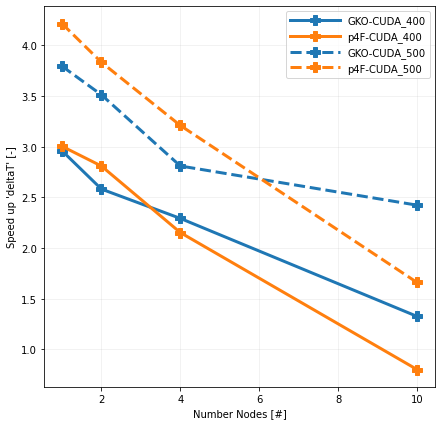 GKO-CUDA_400
p4F-CUDA_400
GKO-CUDA_500
p4F-CUDA_500
Speed up 'deltaT' [-]
4.0
3.5
3.0
2.5
2.0
1.5
1.0
2
4
6
8
10
Number Nodes [#]